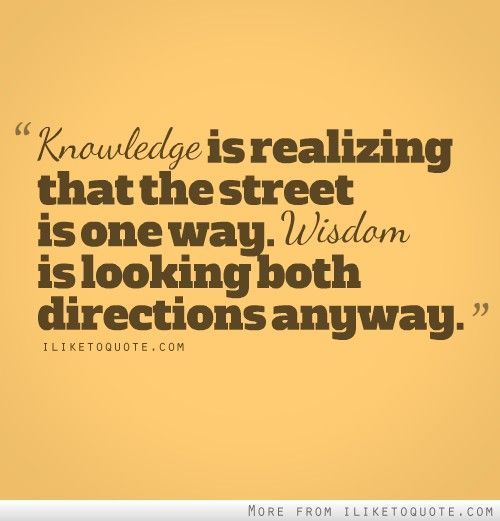 “Knowledge is realizing
that the street
is one way. Wisdom
is looking both
directions anyway.”
ILIKETOQUOTE.COM
MORE FROM ILIKETOQUOTE.COM